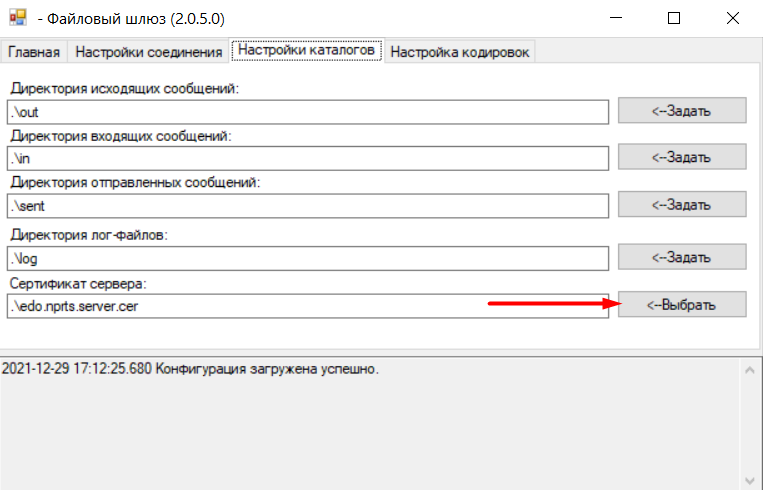 - Файловый шлюз (2.0.5.0)
Главная Настройки соединения Настройки каталогов Настройка кодировок
Директория исходящих сообщений:
.\out <--Задать
Директория входящих сообщений:
.\in <--Задать
Директория отправленных сообщений:
.\sent <--Задать
Директория лог-файлов:
.\log <--Задать
Сертификат сервера:
.\edo.nprts.server.cer <--Выбрать
2021-12-29 17:12:25.680 Конфигурация загружена успешно.